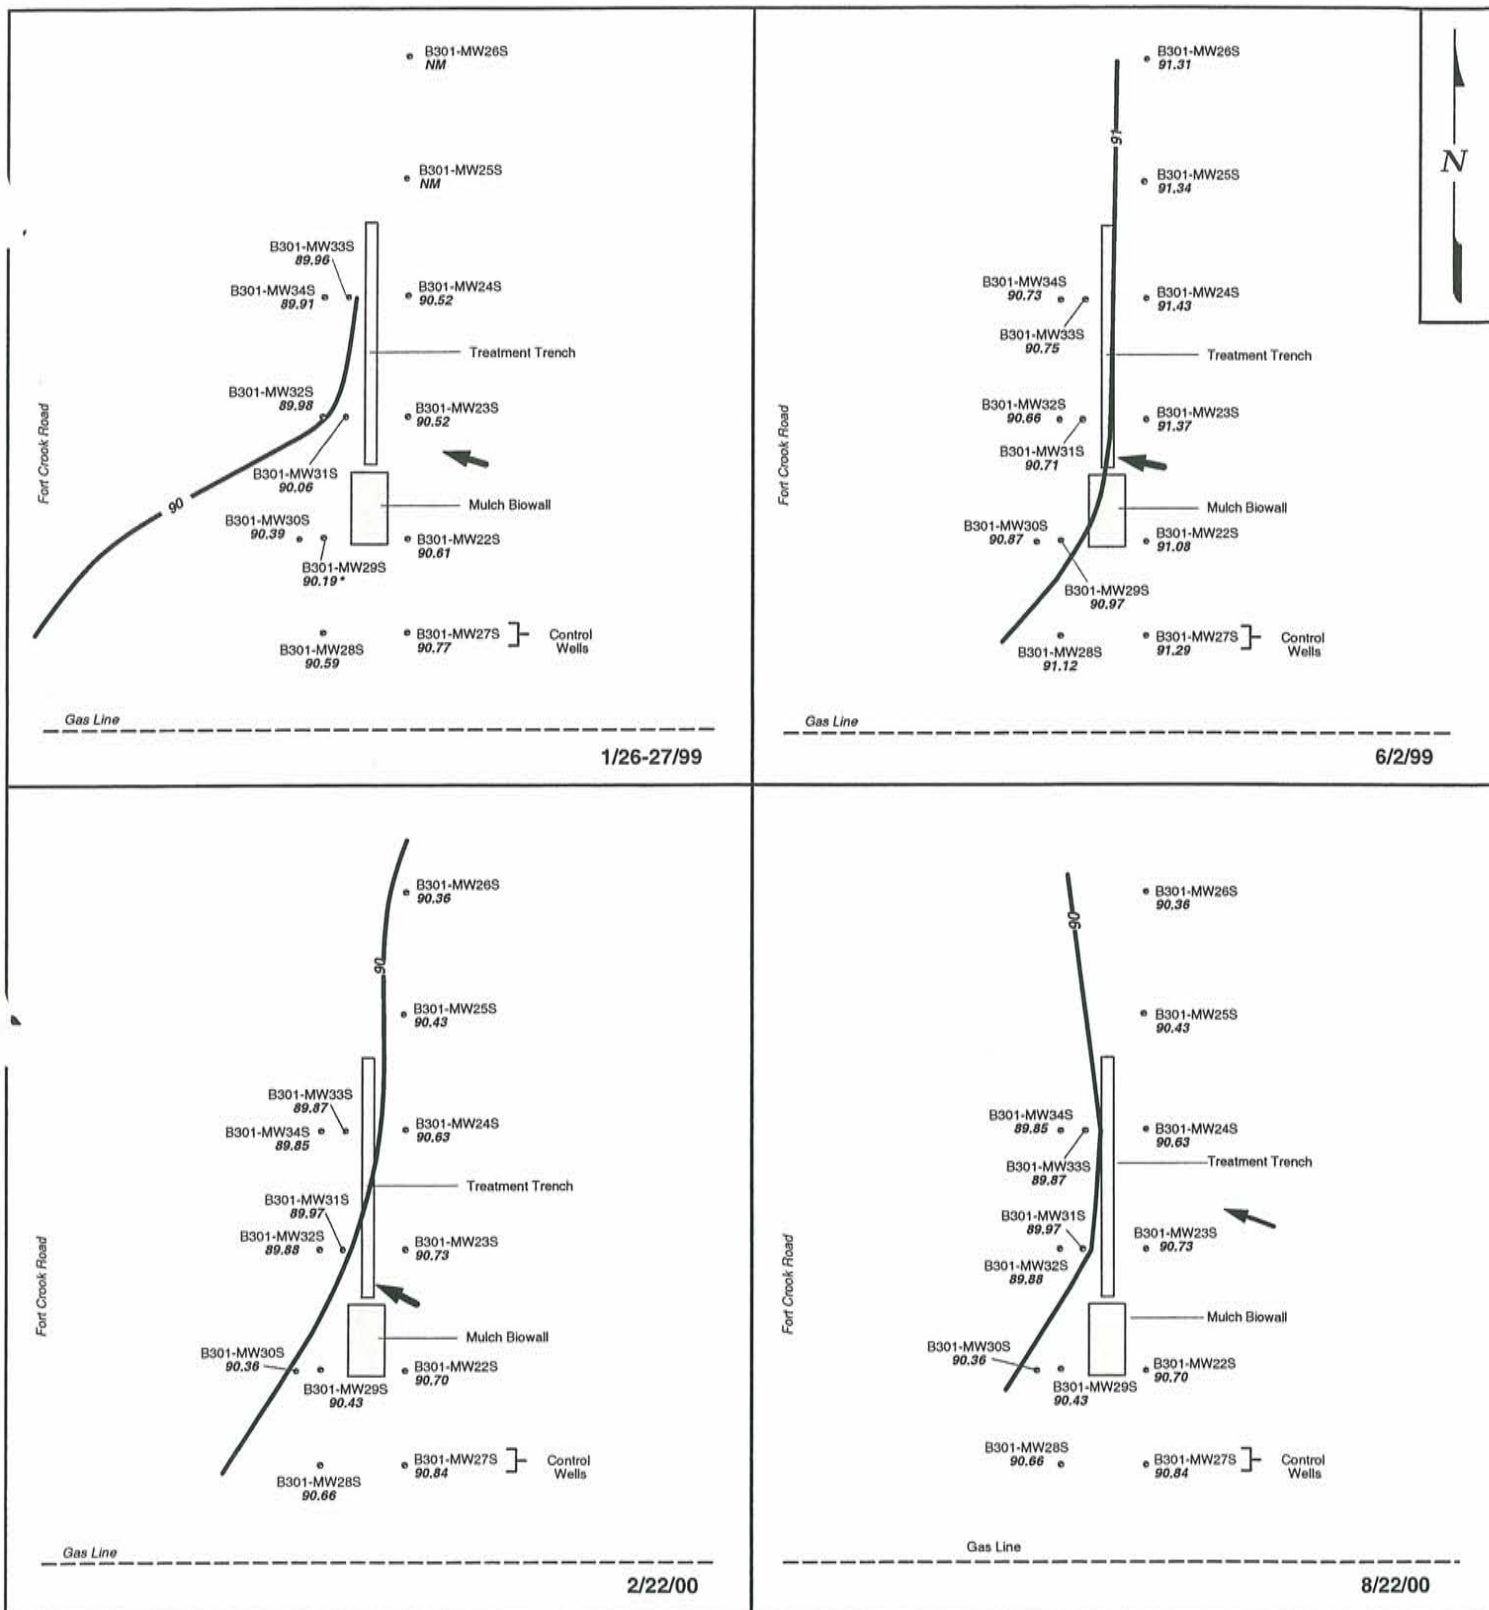 B301-MW26S
NM
B301-MW25S
NM
B301-MW33S
89.96
B301-MW34S
89.91
B301-MW24S
90.52
Treatment Trench
B301-MW32S
89.98
B301-MW23S
90.52
Fort Crook Road
B301-MW31S
90.06
90
Mulch Biowall
B301-MW30S
90.39
B301-MW22S
90.61
B301-MW29S
90.19*
B301-MW27S
90.77
Control
Wells
B301-MW28S
90.59
Gas Line
1/26-27/99
B301-MW26S
91.31
91
N
B301-MW25S
91.34
B301-MW34S
90.73
B301-MW24S
91.43
B301-MW33S
90.75
Treatment Trench
B301-MW32S
90.66
B301-MW23S
91.37
Fort Crook Road
B301-MW31S
90.71
Mulch Biowall
B301-MW30S
90.87
B301-MW22S
91.08
B301-MW29S
90.97
B301-MW27S
91.29
Control
Wells
B301-MW28S
91.12
Gas Line
6/2/99
B301-MW26S
90.36
90
B301-MW25S
90.43
B301-MW33S
89.87
B301-MW34S
89.85
B301-MW24S
90.63
Treatment Trench
B301-MW31S
89.97
B301-MW32S
89.88
B301-MW23S
90.73
Fort Crook Road
Mulch Biowall
B301-MW30S
90.36
B301-MW22S
90.70
B301-MW29S
90.43
B301-MW27S
90.84
Control
Wells
B301-MW28S
90.66
Gas Line
2/22/00
B301-MW26S
90.36
90
B301-MW25S
90.43
B301-MW34S
89.85
B301-MW24S
90.63
B301-MW33S
89.87
Treatment Trench
B301-MW31S
89.97
B301-MW23S
90.73
B301-MW32S
89.88
Fort Crook Road
Mulch Biowall
B301-MW30S
90.36
B301-MW22S
90.70
B301-MW29S
90.43
B301-MW28S
90.66
B301-MW27S
90.84
Control
Wells
Gas Line
8/22/00